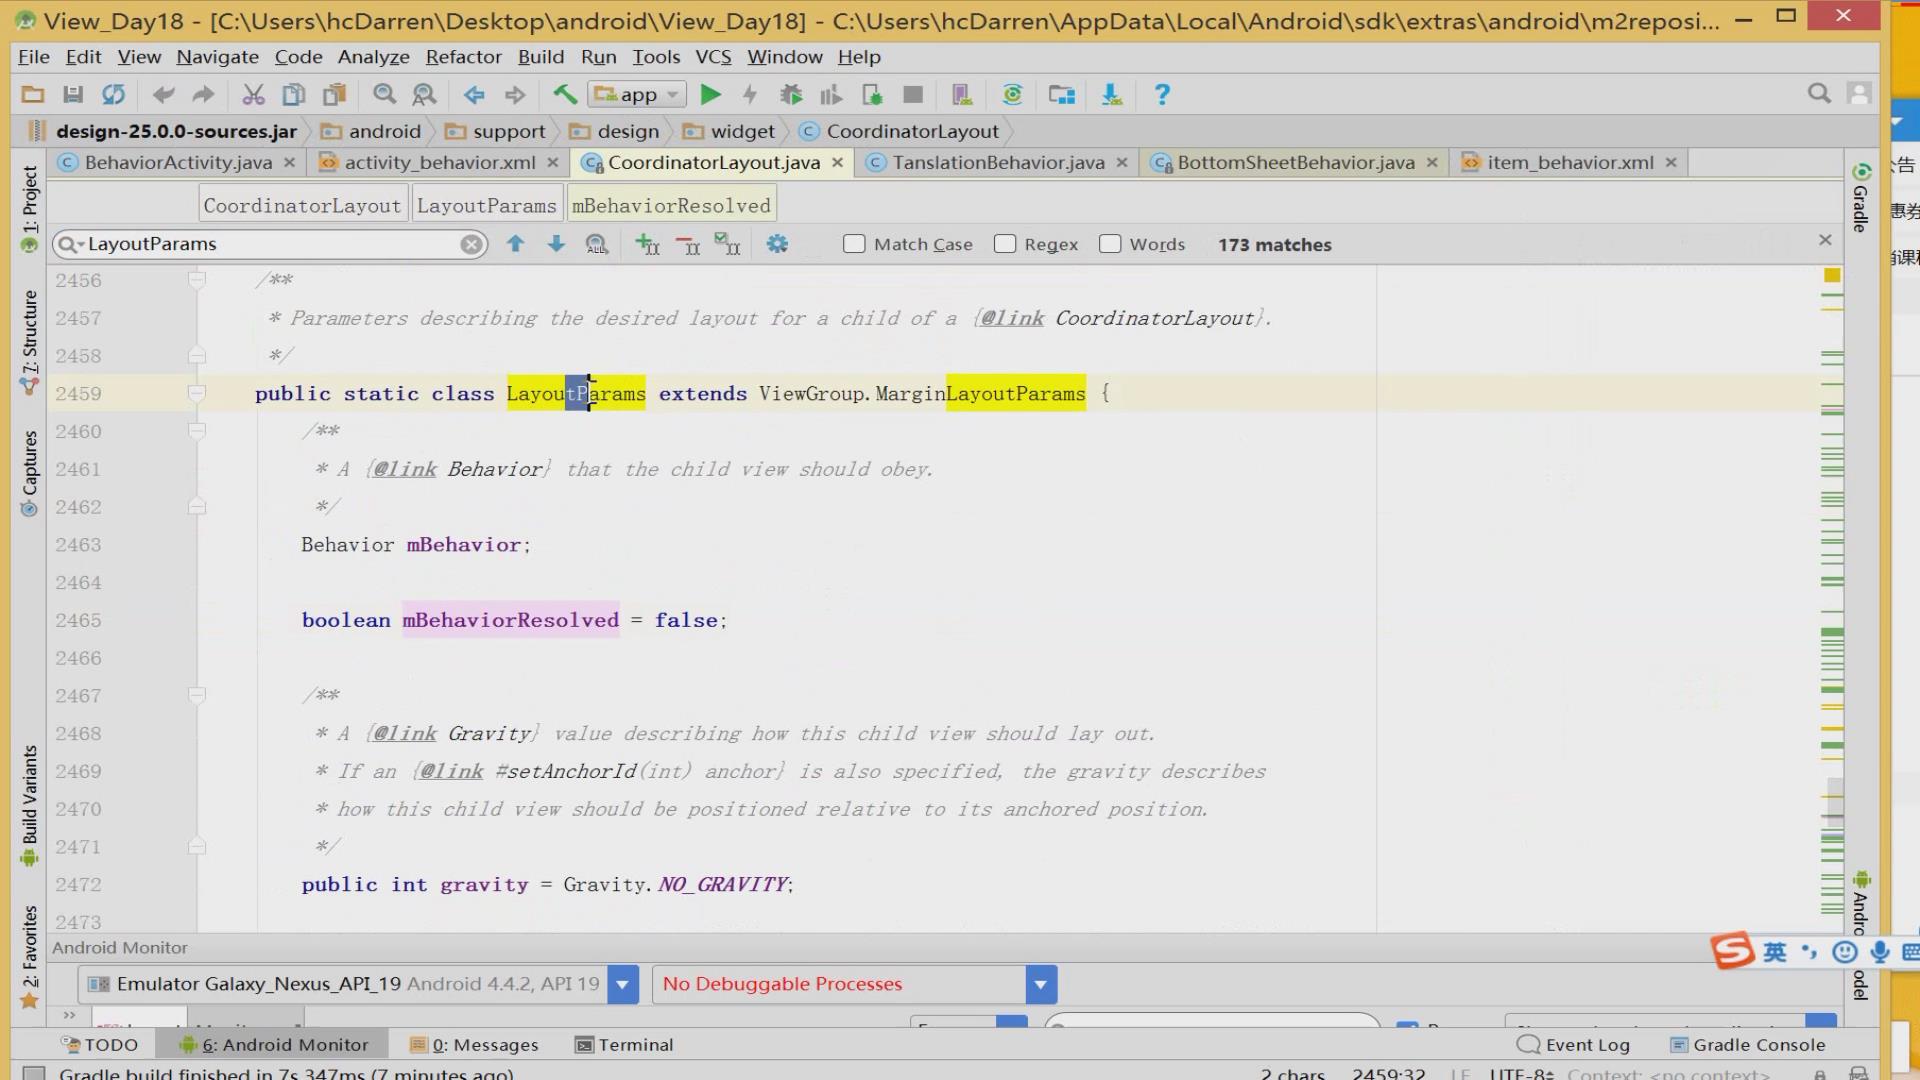 View_Day18 - [C:\Users\hcDarren\Desktop\android\View_Day18] - C:\Users\hcDarren\AppData\Local\Android\sdk\extras\android\m2reposi...
File Edit View Navigate Code Analyze Refactor Build Run Tools VCS Window Help
app
design-25.0.0-sources.jar android support design widget CoordinatorLayout
BehaviorActivity.java activity_behavior.xml CoordinatorLayout.java TanslationBehavior.java BottomSheetBehavior.java item_behavior.xml
CoordinatorLayout LayoutParams mBehaviorResolved
LayoutParams Match Case Regex Words 173 matches
2456 /**
2457 * Parameters describing the desired layout for a child of a {@link CoordinatorLayout}.
2458 */
2459 public static class LayoutParams extends ViewGroup.MarginLayoutParams {
2460 /**
2461 * A {@link Behavior} that the child view should obey.
2462 */
2463 Behavior mBehavior;
2464
2465 boolean mBehaviorResolved = false;
2466
2467 /**
2468 * A {@link Gravity} value describing how this child view should lay out.
2469 * If an {@link #setAnchorId(int) anchor} is also specified, the gravity describes
2470 * how this child view should be positioned relative to its anchored position.
2471 */
2472 public int gravity = Gravity.NO_GRAVITY;
2473
Android Monitor
Emulator Galaxy_Nexus_API_19 Android 4.4.2, API 19 No Debuggable Processes
TODO 6: Android Monitor 0: Messages Terminal Event Log Gradle Console
Gradle build finished in 7s 347ms (7 minutes ago) 2 chars 2459:32 LF UTF-8 Context: <no context>
1: Project
7: Structure
Captures
Build Variants
2: Favorites
Gradle
英